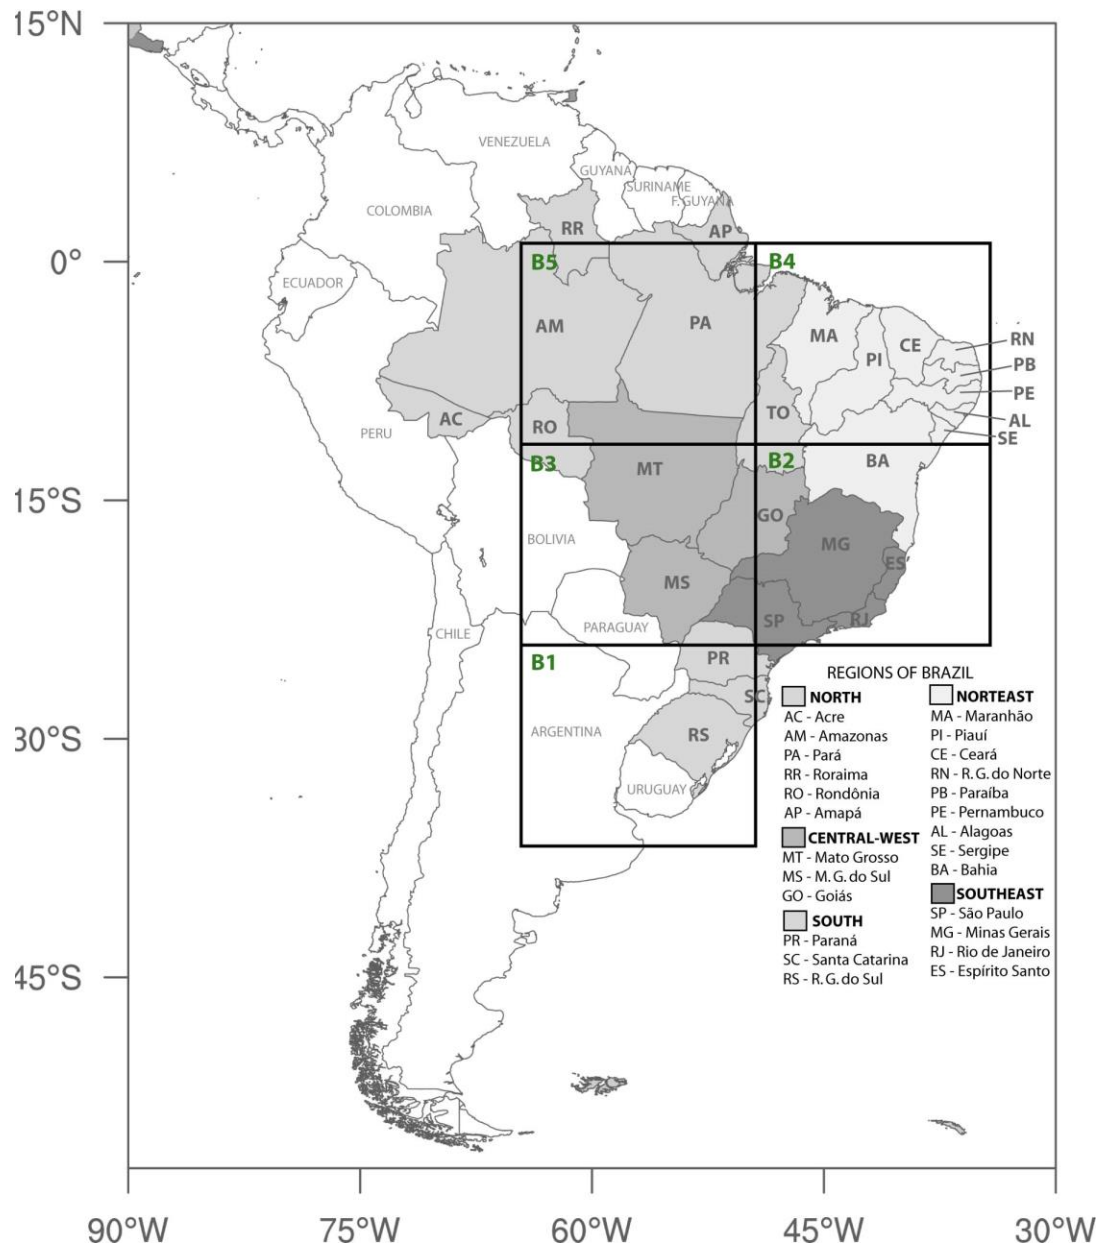 15°N
VENEZUELA
GUYANA
SURINAME
F. GUYANA
COLOMBIA
RR
AP
0°
B5
B4
ECUADOR
AM
PA
MA
PI
CE
RN
PB
PE
AL
SE
TO
AC
RO
PERU
B3
MT
B2
BA
15°S
GO
BOLIVIA
MG
ES
MS
SP
RJ
PARAGUAY
CHILE
B1
PR
SC
ARGENTINA
RS
URUGUAY
30°S
45°S
REGIONS OF BRAZIL
NORTH
AC - Acre
AM - Amazonas
PA - Pará
RR - Roraima
RO - Rondônia
AP - Amapá
CENTRAL-WEST
MT - Mato Grosso
MS - M. G. do Sul
GO - Goiás
SOUTH
PR - Paraná
SC - Santa Catarina
RS - R. G. do Sul
NORTEAST
MA - Maranhão
PI - Piauí
CE - Ceará
RN - R. G. do Norte
PB - Paraíba
PE - Pernambuco
AL - Alagoas
SE - Sergipe
BA - Bahia
SOUTHEAST
SP - São Paulo
MG - Minas Gerais
RJ - Rio de Janeiro
ES - Espírito Santo
90°W
75°W
60°W
45°W
30°W